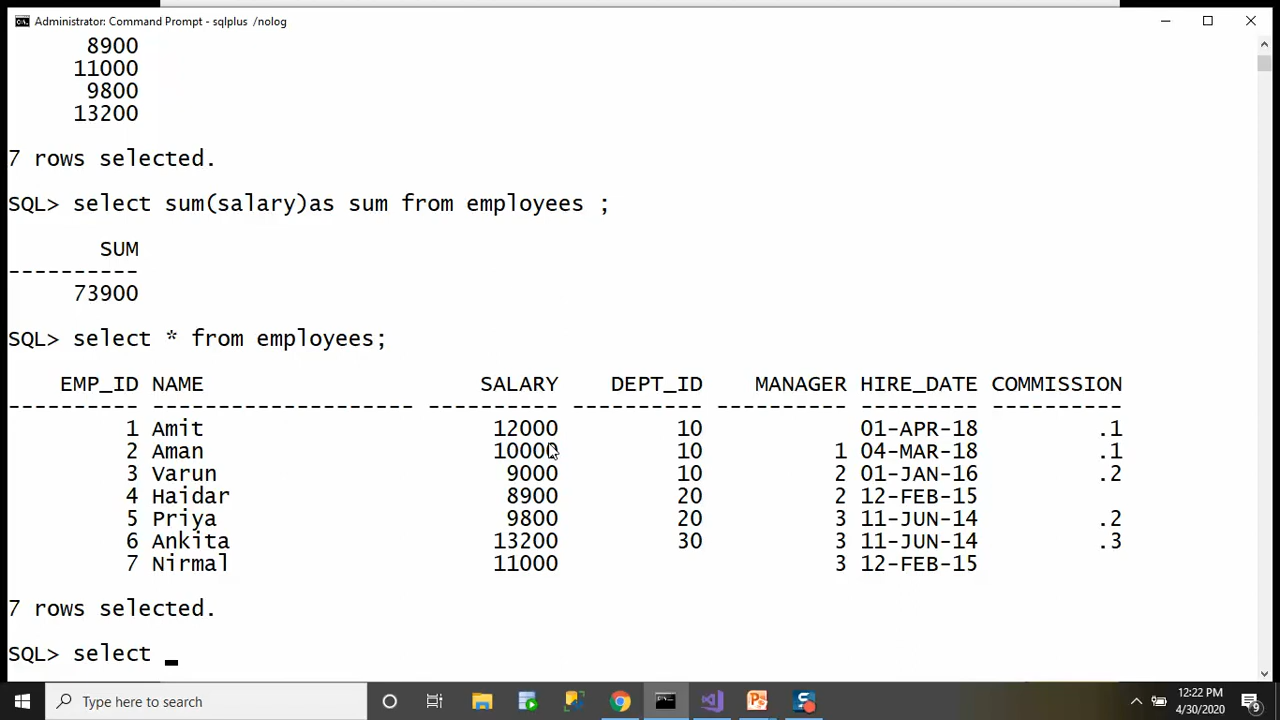 Administrator: Command Prompt - sqlplus  /nolog
8900
11000
9800
13200
7 rows selected.
SQL> select sum(salary)as sum from employees ;
SUM
----------
73900
SQL> select * from employees;
    EMP_ID NAME                     SALARY    DEPT_ID    MANAGER HIRE_DATE COMMISSION
---------- -------------------- ---------- ---------- ---------- --------- ----------
         1 Amit                      12000         10            01-APR-18         .1
         2 Aman                      10000         10          1 04-MAR-18         .1
         3 Varun                      9000         10          2 01-JAN-16         .2
         4 Haidar                     8900         20          2 12-FEB-15
         5 Priya                      9800         20          3 11-JUN-14         .2
         6 Ankita                    13200         30          3 11-JUN-14         .3
         7 Nirmal                    11000                     3 12-FEB-15
7 rows selected.
SQL> select _
Type here to search
12:22 PM
4/30/2020
9